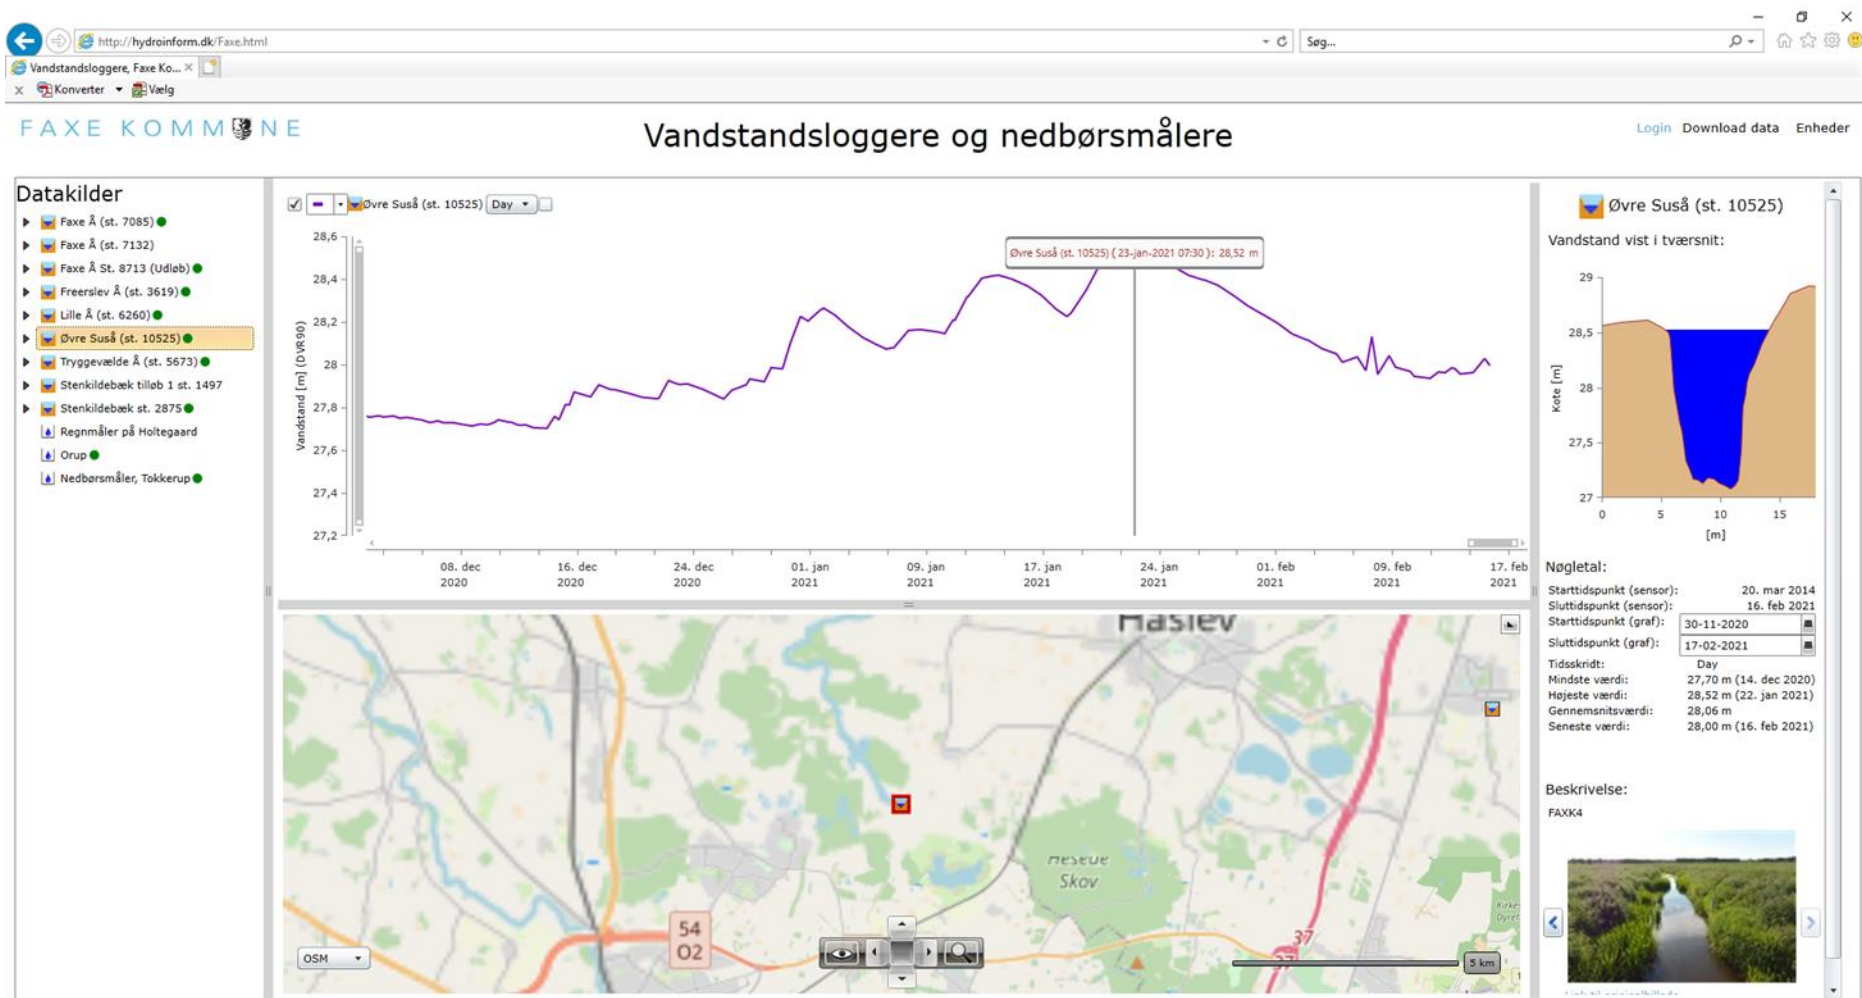 http://hydroinform.dk/Faxe.html
Søg...
Vandstandsloggere, Faxe Ko...
x Konverter Vælg
FAXE KOMMUNE
Vandstandsloggere og nedbørsmålere
Login Download data Enheder
Datakilder
Faxe Å (st. 7085)
Faxe Å (st. 7132)
Faxe Å St. 8713 (Udløb)
Freerslev Å (st. 3619)
Lille Å (st. 6260)
Øvre Suså (st. 10525)
Tryggevælde Å (st. 5673)
Stenkildebæk tilløb 1 st. 1497
Stenkildebæk st. 2875
Regnmåler på Holtegaard
Orup
Nedbørsmåler, Tokkerup
Øvre Suså (st. 10525) Day
Øvre Suså (st. 10525) ( 23-jan-2021 07:30 ): 28,52 m
Vandstand [m] (DVR90)
28,6
28,4
28,2
28
27,8
27,6
27,4
27,2
08. dec 2020
16. dec 2020
24. dec 2020
01. jan 2021
09. jan 2021
17. jan 2021
24. jan 2021
01. feb 2021
09. feb 2021
17. feb 2021
Haslev
Hesede
Skov
54
02
37
37
OSM
5 km
Øvre Suså (st. 10525)
Vandstand vist i tværsnit:
Kote [m]
29
28,5
28
27,5
27
0 5 10 15
[m]
Nøgletal:
Starttidspunkt (sensor): 20. mar 2014
Sluttidspunkt (sensor): 16. feb 2021
Starttidspunkt (graf): 30-11-2020
Sluttidspunkt (graf): 17-02-2021
Tidsskridt: Day
Mindste værdi: 27,70 m (14. dec 2020)
Højeste værdi: 28,52 m (22. jan 2021)
Gennemsnitsværdi: 28,06 m
Seneste værdi: 28,00 m (16. feb 2021)
Beskrivelse:
FAXK4